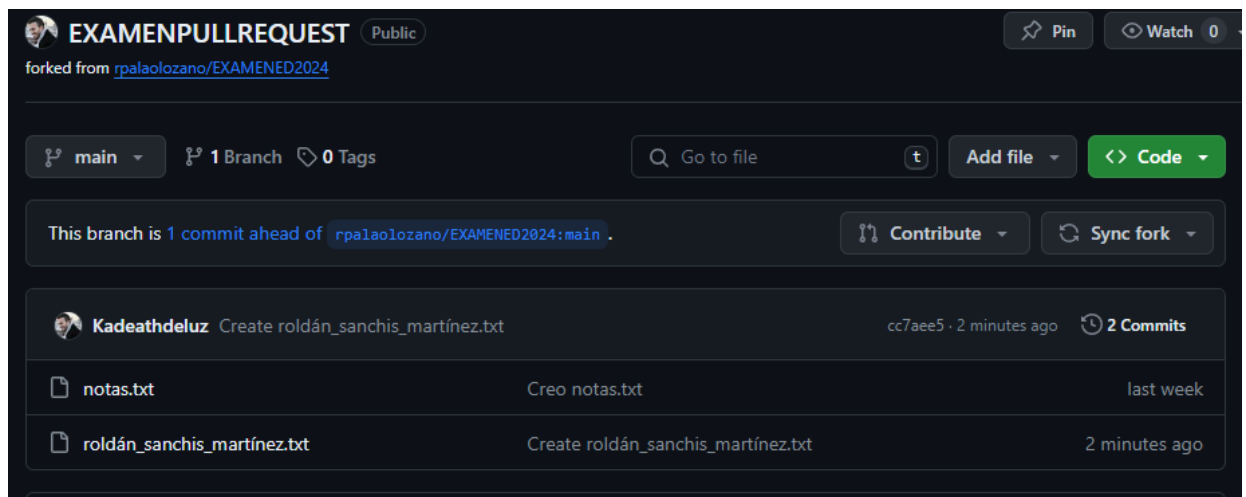 EXAMENPULLREQUEST Public Pin Watch 0
forked from rpalaolozano/EXAMENED2024
main 1 Branch 0 Tags Go to file t Add file <> Code
This branch is 1 commit ahead of rpalaolozano/EXAMENED2024:main . Contribute Sync fork
Kadeathdeluz Create roldán_sanchis_martínez.txt cc7aee5 · 2 minutes ago 2 Commits
notas.txt Creo notas.txt last week
roldán_sanchis_martínez.txt Create roldán_sanchis_martínez.txt 2 minutes ago